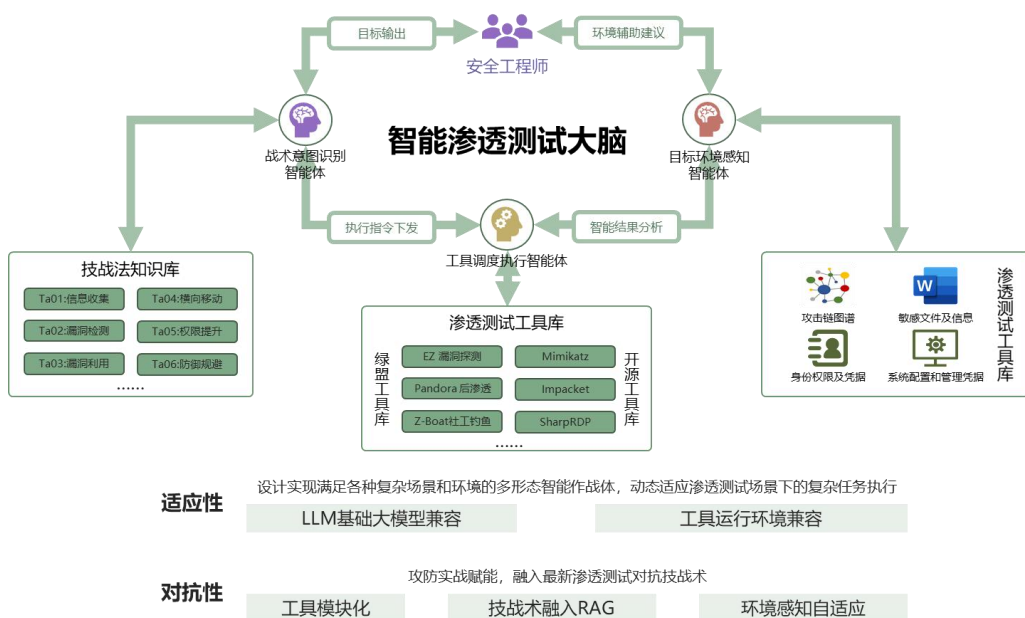 目标输出
环境辅助建议
安全工程师
智能渗透测试大脑
战术意图识别
智能体
目标环境感知
智能体
执行指令下发
智能结果分析
工具调度执行智能体
技战法知识库
Ta01:信息收集
Ta04:横向移动
Ta02:漏洞检测
Ta05:权限提升
Ta03:漏洞利用
Ta06:防御规避
……
渗透测试工具库
绿盟工具库
EZ 漏洞探测
Mimikatz
Pandora 后渗透
Impacket
Z-Boat社工钓鱼
SharpRDP
开源工具库
……
W
攻击链图谱
敏感文件及信息
身份权限及凭据
系统配置和管理凭据
渗透测试工具库
适应性
设计实现满足各种复杂场景和环境的多形态智能作战体，动态适应渗透测试场景下的复杂任务执行
LLM基础大模型兼容
工具运行环境兼容
对抗性
攻防实战赋能，融入最新渗透测试对抗技战术
工具模块化
技战术融入RAG
环境感知自适应